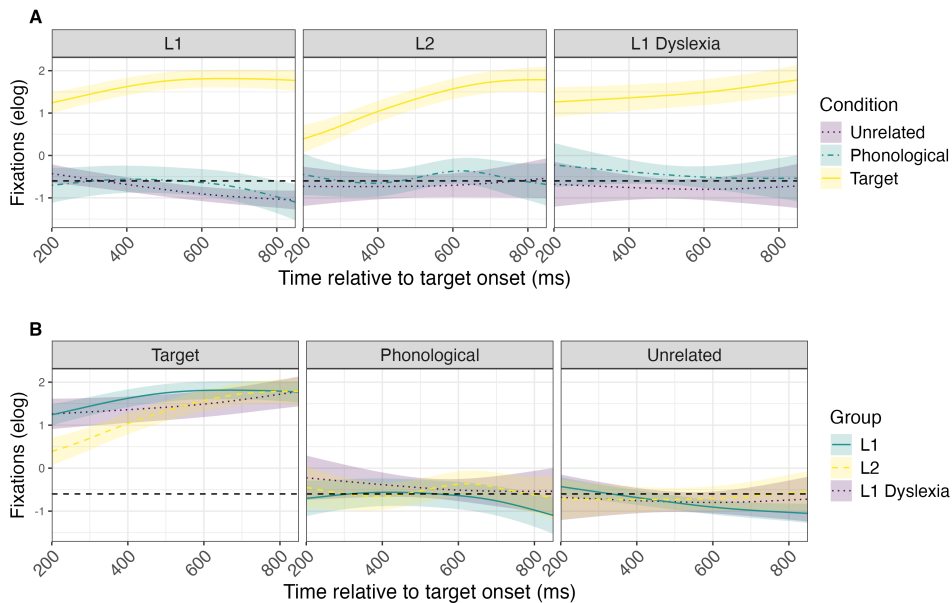 A
L1 L2 L1 Dyslexia
2
1
0
-1
Fixations (elog)
200 400 600 800 200 400 600 800 200 400 600 800
Time relative to target onset (ms)
Condition
Unrelated
Phonological
Target
B
Target Phonological Unrelated
2
1
0
-1
Fixations (elog)
200 400 600 800 200 400 600 800 200 400 600 800
Time relative to target onset (ms)
Group
L1
L2
L1 Dyslexia